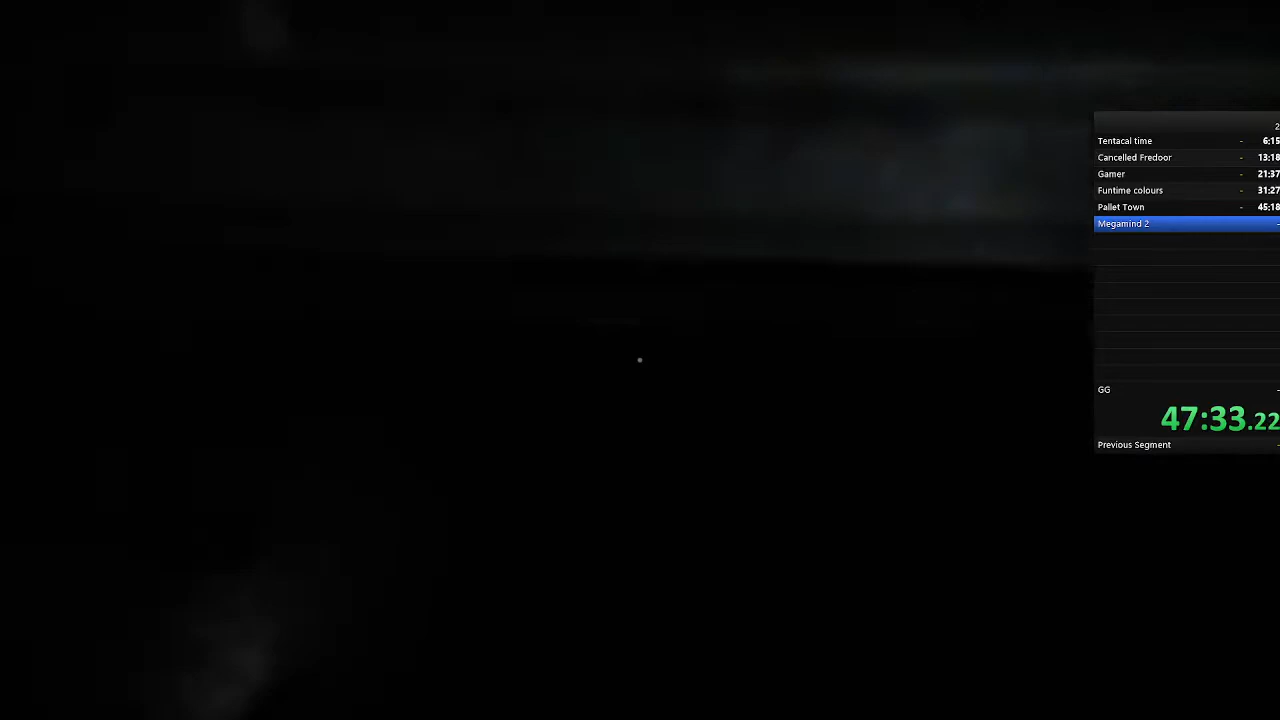 2
Tentacal time - 6:15
Cancelled Fredoor - 13:18
Gamer - 21:37
Funtime colours - 31:27
Pallet Town - 45:18
Megamind 2 -
GG -
47:33.22
Previous Segment -